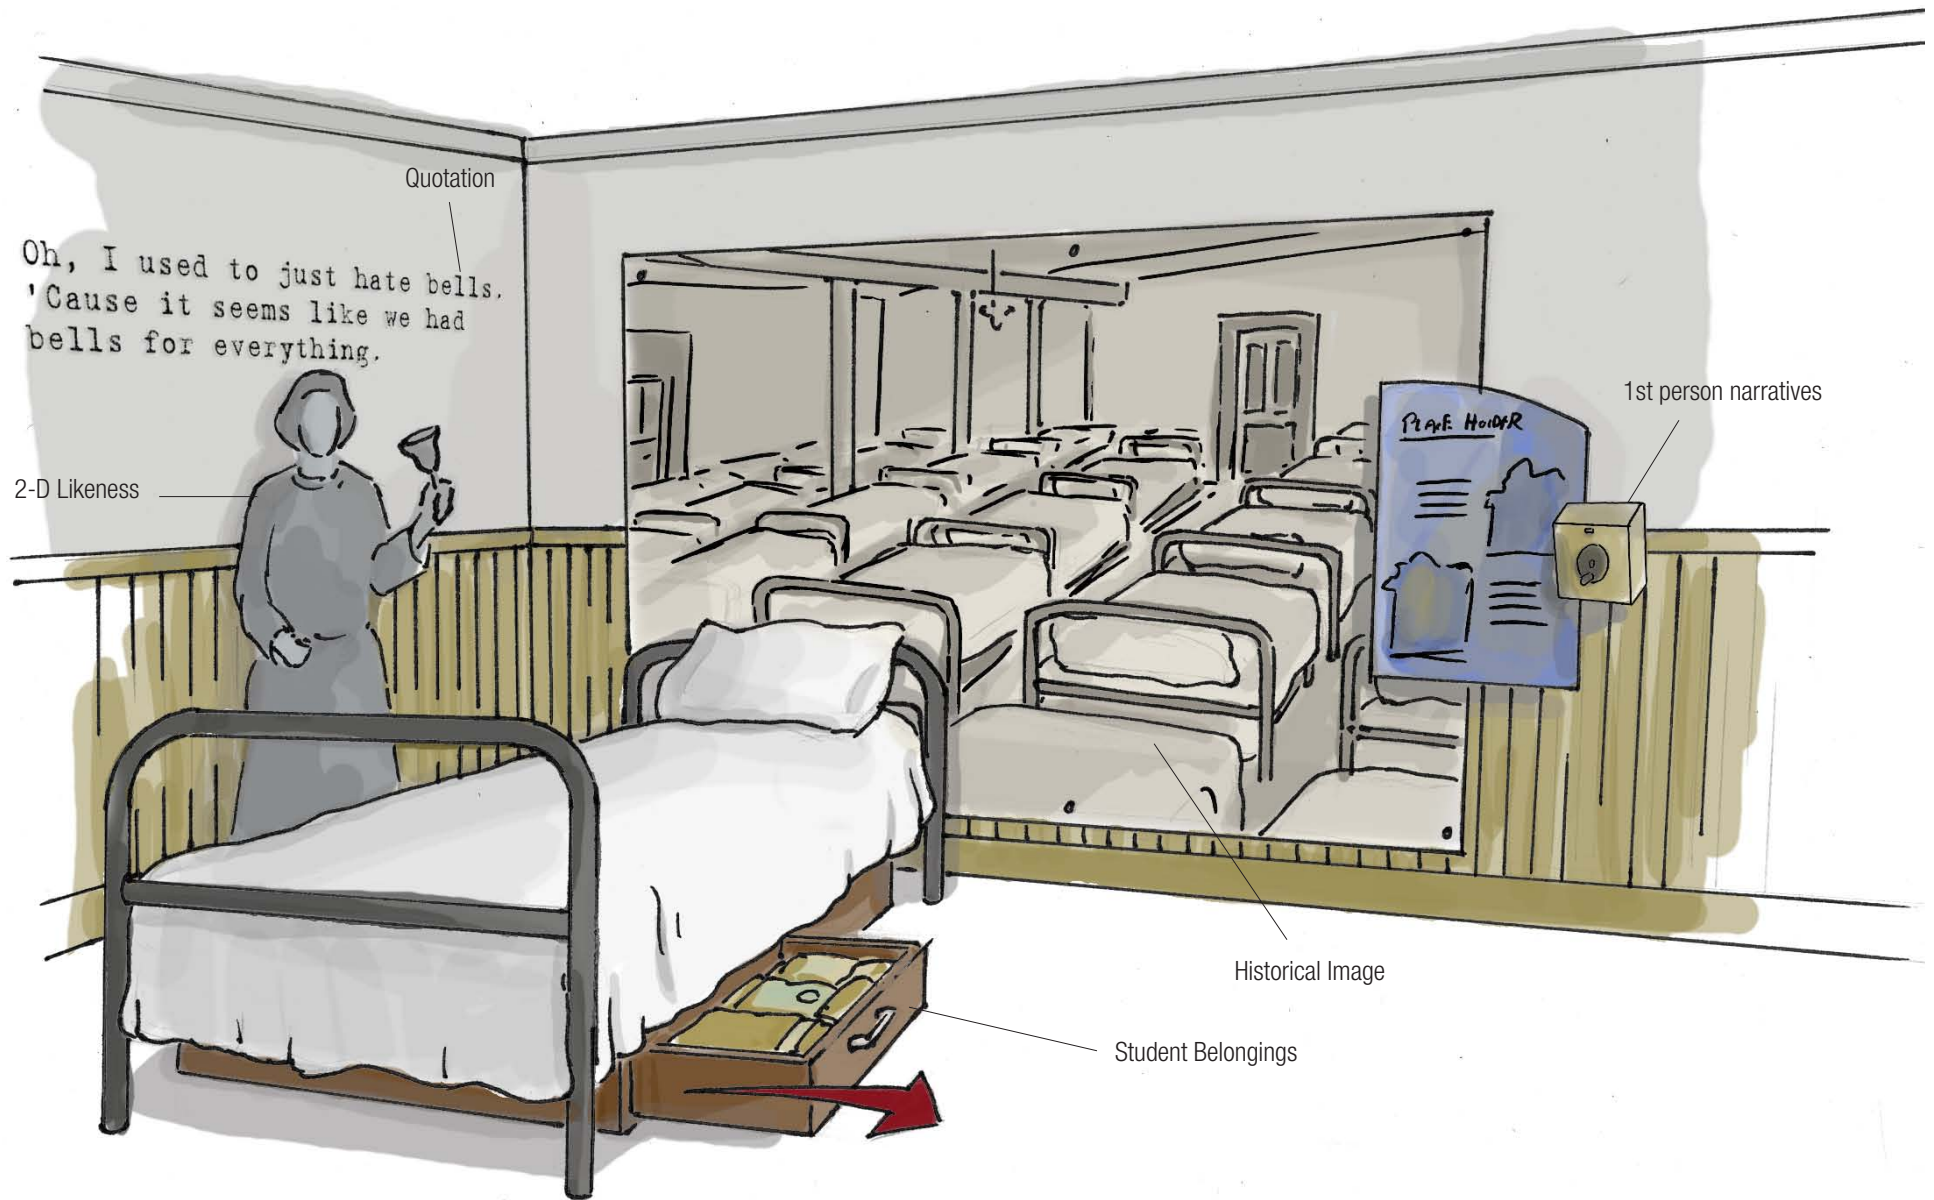 Quotation
Oh, I used to just hate bells.
'Cause it seems like we had
bells for everything.
2-D Likeness
PLACE HOLDER
1st person narratives
Historical Image
Student Belongings